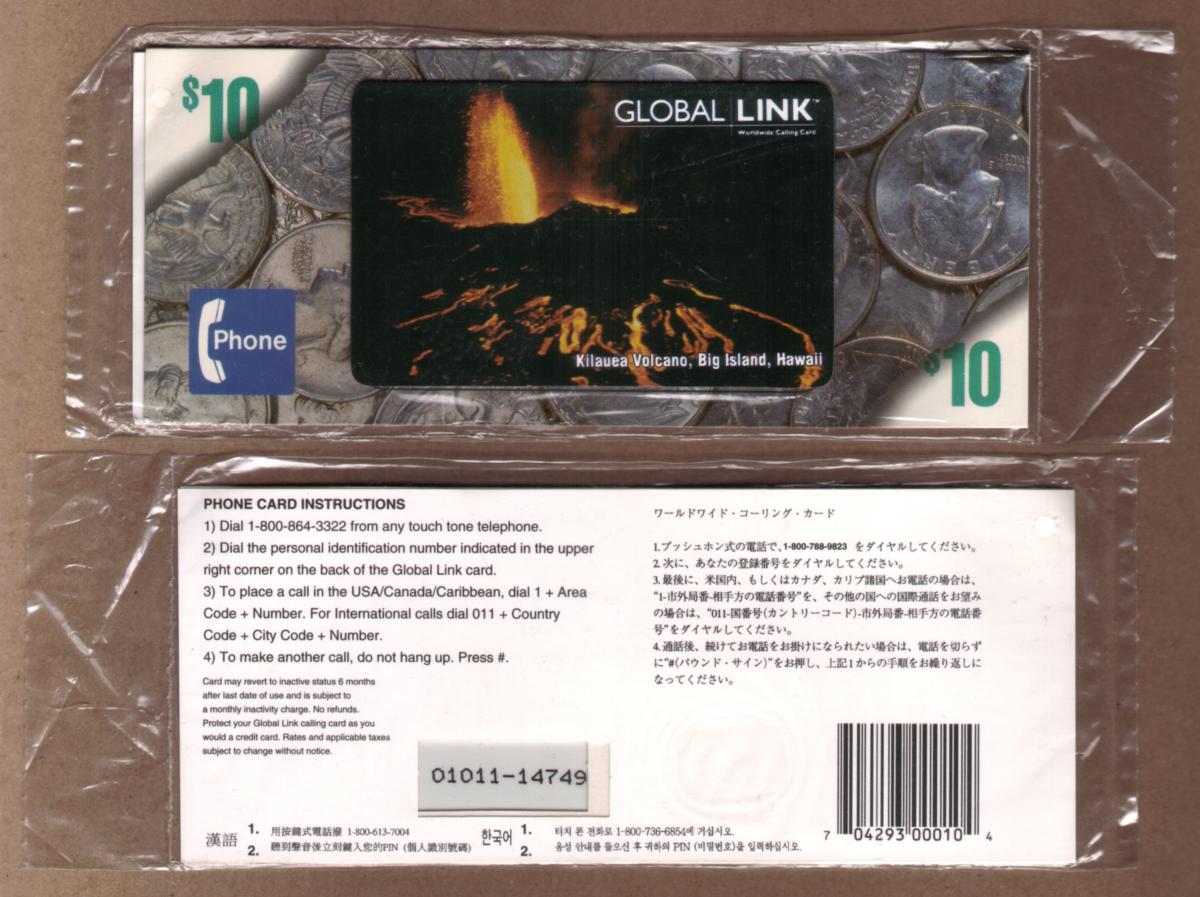 $10
GLOBAL LINK™
Worldwide Calling Card
Phone
Kilauea Volcano, Big Island, Hawaii
$10
PHONE CARD INSTRUCTIONS
1) Dial 1-800-864-3322 from any touch tone telephone.
2) Dial the personal identification number indicated in the upper
right corner on the back of the Global Link card.
3) To place a call in the USA/Canada/Caribbean, dial 1 + Area
Code + Number. For International calls dial 011 + Country
Code + City Code + Number.
4) To make another call, do not hang up. Press #.
Card may revert to inactive status 6 months
after last date of use and is subject to
a monthly inactivity charge. No refunds.
Protect your Global Link calling card as you
would a credit card. Rates and applicable taxes
subject to change without notice.
ワールドワイド・コーリング・カード
1.プッシュホン式の電話で、1-800-788-9823 をダイヤルしてください。
2. 次に、あなたの登録番号をダイヤルしてください。
3.最後に、米国内、もしくはカナダ、カリブ諸国へお電話の場合は、
“1-市外局番-相手方の電話番号”を、その他の国への国際通話をお望み
の場合は、“011-国番号(カントリーコード)-市外局番-相手方の電話番
号”をダイヤルしてください。
4. 通話後、続けてお電話をお掛けになられたい場合は、電話を切らず
に“#(パウンド・サイン)”をお押し、上記1からの手順をお繰り返しに
なってください。
01011-14749
7 04293 00010 4
漢語 1. 用按鍵式電話撥 1-800-613-7004
2. 聽到聲音後立刻鍵入您的PIN (個人識別號碼)
한국어 1. 터치 톤 전화로 1-800-736-6854에 거십시요.
2. 음성 안내를 들으신 후 귀하의 PIN (비밀번호)을 입력하십시오.